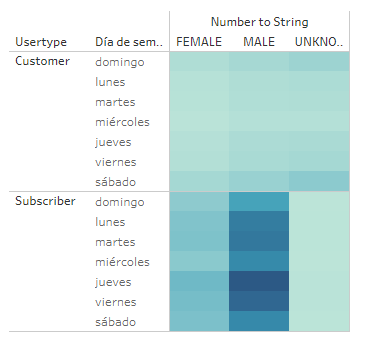 Number to String
Usertype Día de sem.. FEMALE MALE UNKNO..
Customer domingo
lunes
martes
miércoles
jueves
viernes
sábado
Subscriber domingo
lunes
martes
miércoles
jueves
viernes
sábado